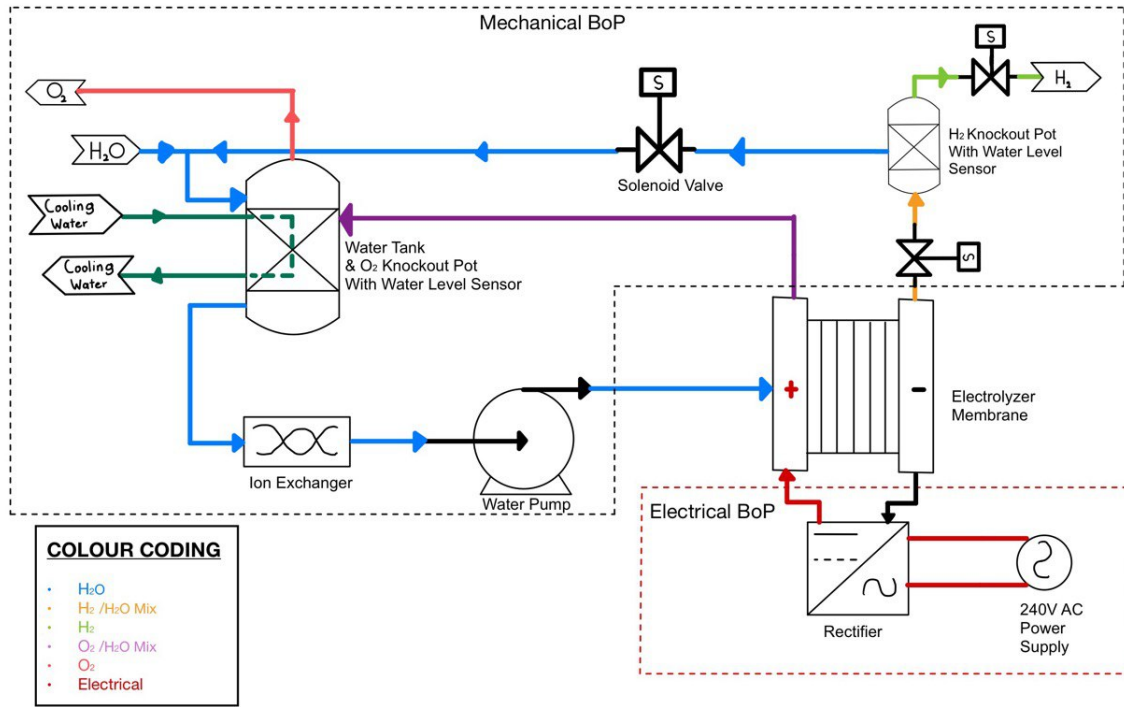 Mechanical BoP
S
H₂
O₂
S
H₂ Knockout Pot
With Water Level
Sensor
H₂O
Solenoid Valve
Cooling
Water
Water Tank
& O₂ Knockout Pot
With Water Level Sensor
S
Cooling
Water
+
-
Electrolyzer
Membrane
Ion Exchanger
Water Pump
Electrical BoP
Rectifier
240V AC
Power
Supply
COLOUR CODING
• H₂O
• H₂ /H₂O Mix
• H₂
• O₂ /H₂O Mix
• O₂
• Electrical